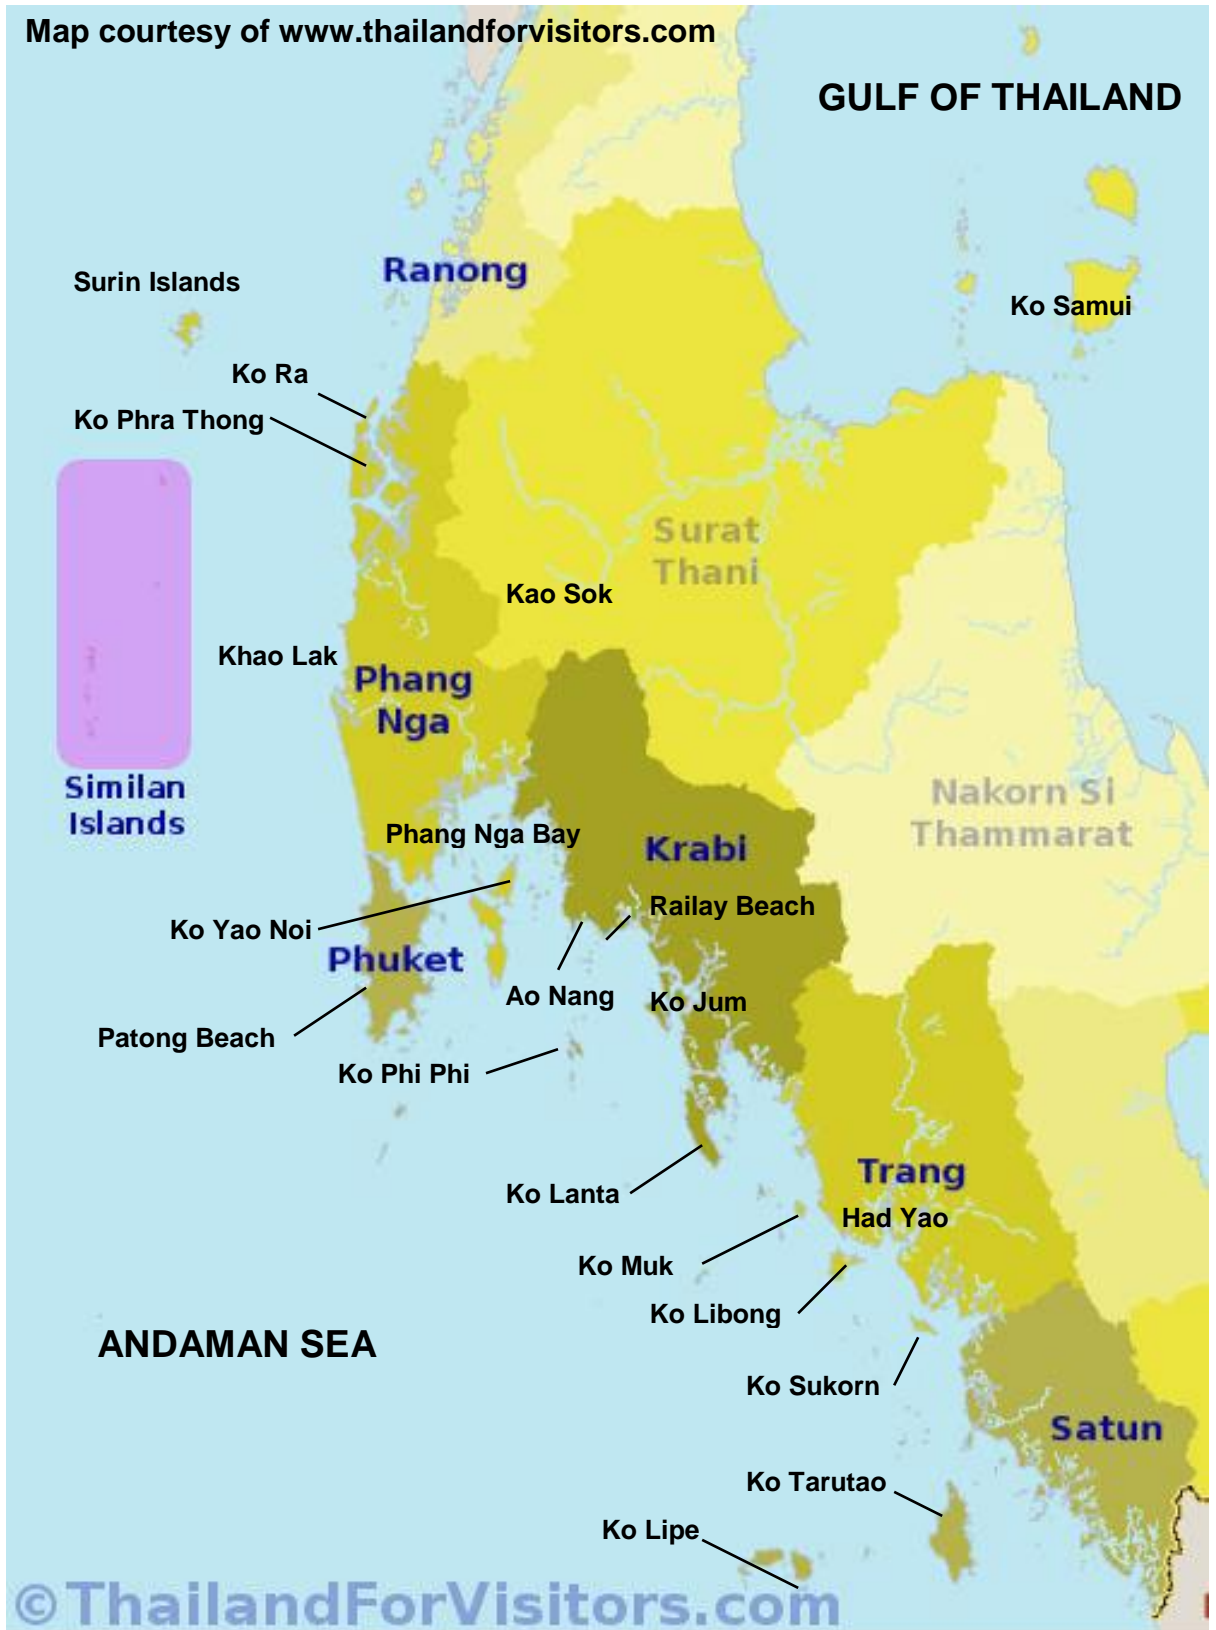 Map courtesy of www.thailandforvisitors.com
GULF OF THAILAND
Ranong
Surin Islands
Ko Samui
Ko Ra
Ko Phra Thong
Surat
Thani
Kao Sok
Khao Lak
Phang
Nga
Similan
Islands
Nakorn Si
Thammarat
Phang Nga Bay
Krabi
Railay Beach
Ko Yao Noi
Phuket
Ao Nang
Ko Jum
Patong Beach
Ko Phi Phi
Trang
Ko Lanta
Had Yao
Ko Muk
Ko Libong
ANDAMAN SEA
Ko Sukorn
Satun
Ko Tarutao
Ko Lipe
©ThailandForVisitors.com